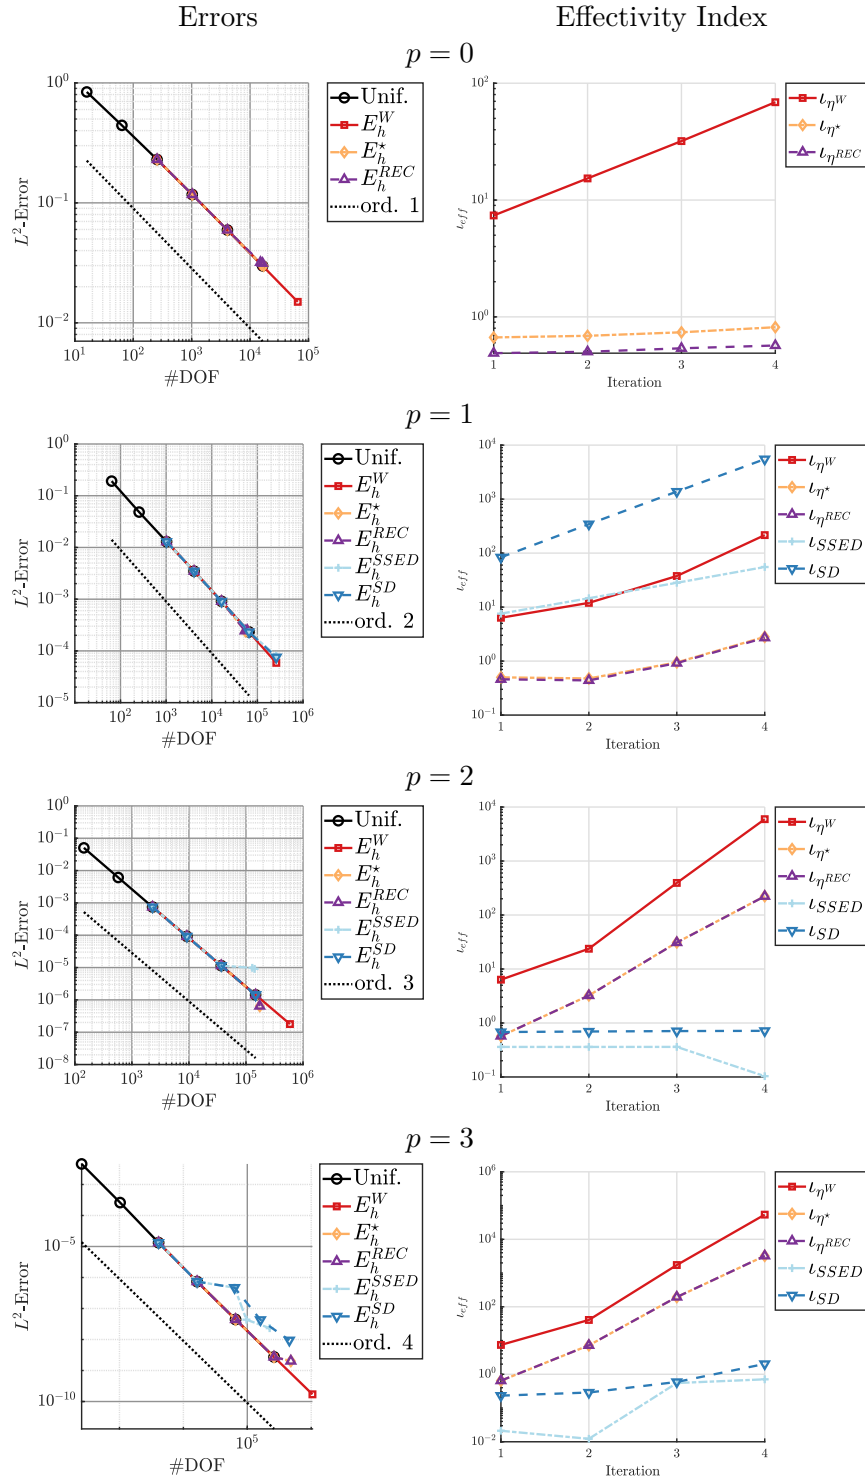 Errors Effectivity Index
p = 0
10^0
10^-1
10^-2
L^2-Error
10^1 10^2 10^3 10^4 10^5
#DOF
Unif.
E_h^W
E_h^⋆
E_h^REC
ord. 1
10^2
10^1
10^0
ι_eff
1 2 3 4
Iteration
ι_η^W
ι_η^⋆
ι_η^REC
p = 1
10^0
10^-1
10^-2
10^-3
10^-4
10^-5
L^2-Error
10^2 10^3 10^4 10^5 10^6
#DOF
Unif.
E_h^W
E_h^⋆
E_h^REC
E_h^SSED
E_h^SD
ord. 2
10^4
10^3
10^2
10^1
10^0
10^-1
ι_eff
1 2 3 4
Iteration
ι_η^W
ι_η^⋆
ι_η^REC
ι_SSED
ι_SD
p = 2
10^0
10^-1
10^-2
10^-3
10^-4
10^-5
10^-6
10^-7
10^-8
L^2-Error
10^2 10^3 10^4 10^5 10^6
#DOF
Unif.
E_h^W
E_h^⋆
E_h^REC
E_h^SSED
E_h^SD
ord. 3
10^4
10^3
10^2
10^1
10^0
10^-1
ι_eff
1 2 3 4
Iteration
ι_η^W
ι_η^⋆
ι_η^REC
ι_SSED
ι_SD
p = 3
10^-5
10^-10
L^2-Error
10^5
#DOF
Unif.
E_h^W
E_h^⋆
E_h^REC
E_h^SSED
E_h^SD
ord. 4
10^6
10^4
10^2
10^0
10^-2
ι_eff
1 2 3 4
Iteration
ι_η^W
ι_η^⋆
ι_η^REC
ι_SSED
ι_SD